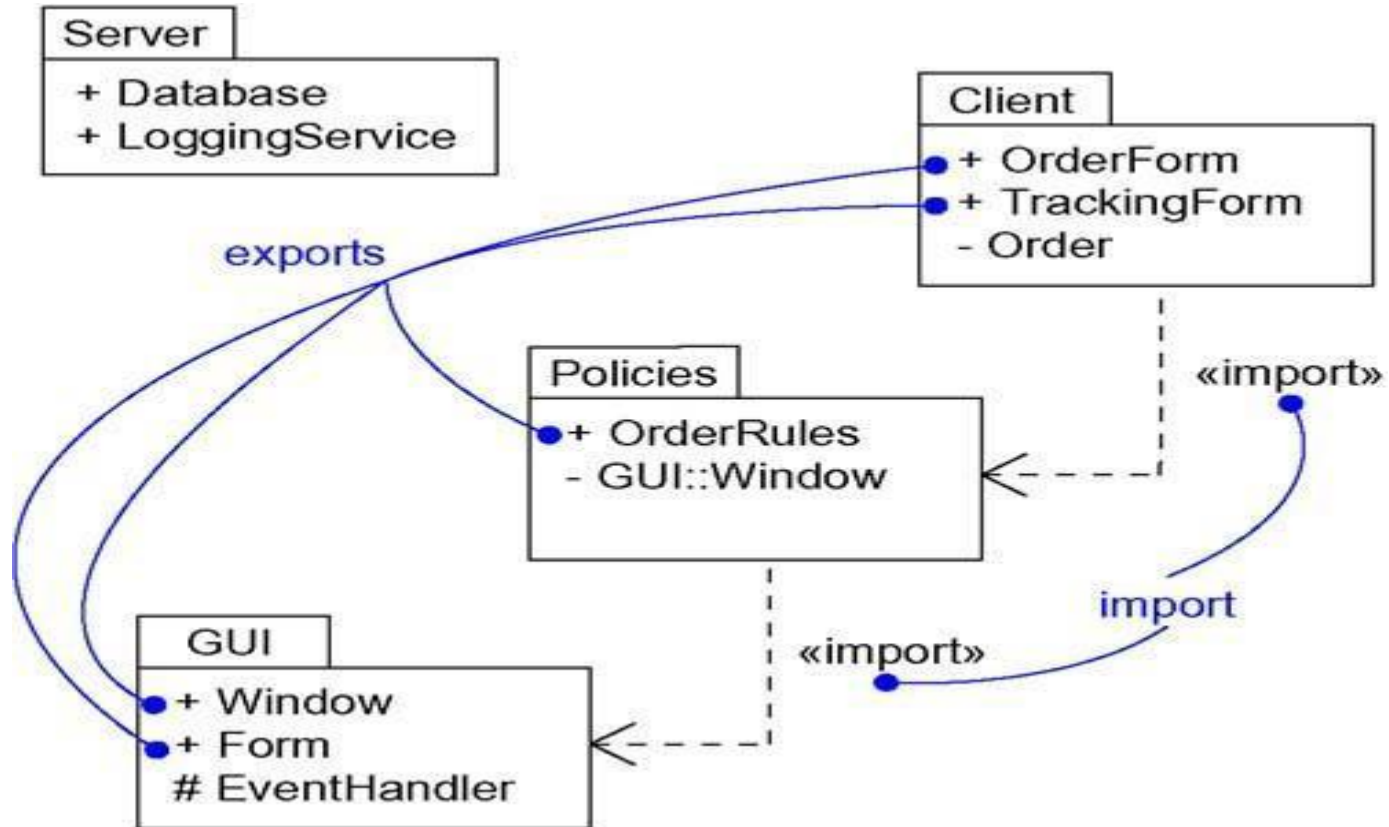 Server
+ Database
+ LoggingService
Client
+ OrderForm
+ TrackingForm
- Order
exports
Policies
+ OrderRules
- GUI::Window
«import»
import
«import»
GUI
+ Window
+ Form
# EventHandler